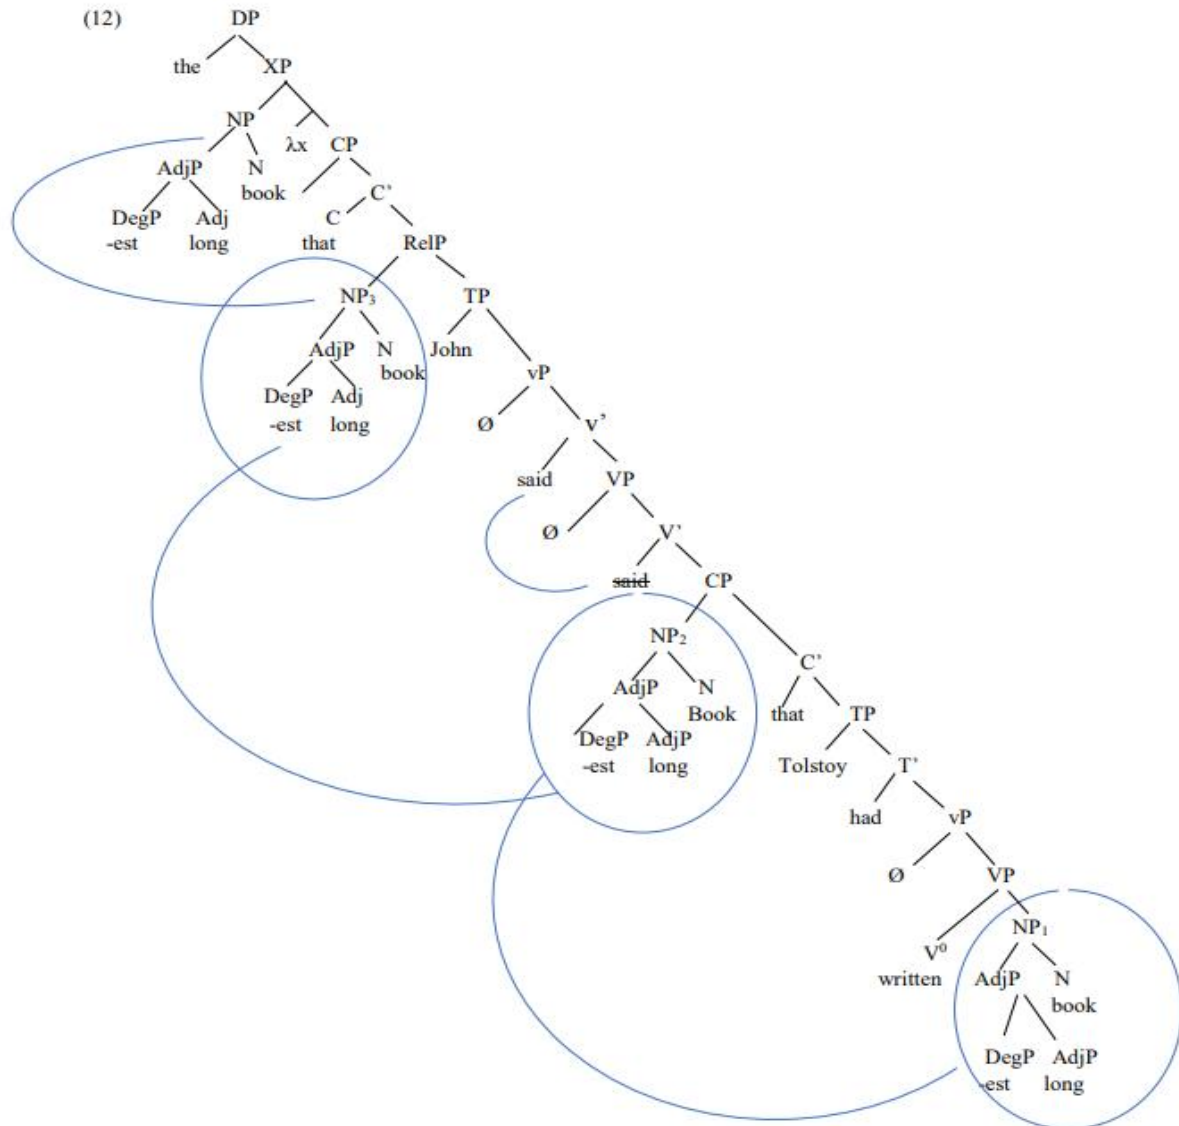 (12) DP
the XP
NP λx CP
AdjP N C'
book
DegP Adj C RelP
-est long that
NP₃ TP
AdjP N John vP
book
DegP Adj Ø v'
-est long
said VP
Ø V'
~~said~~ CP
NP₂ C'
AdjP N that TP
Book
DegP AdjP Tolstoy T'
-est long
had vP
Ø VP
V⁰ NP₁
written AdjP N
book
DegP AdjP
-est long